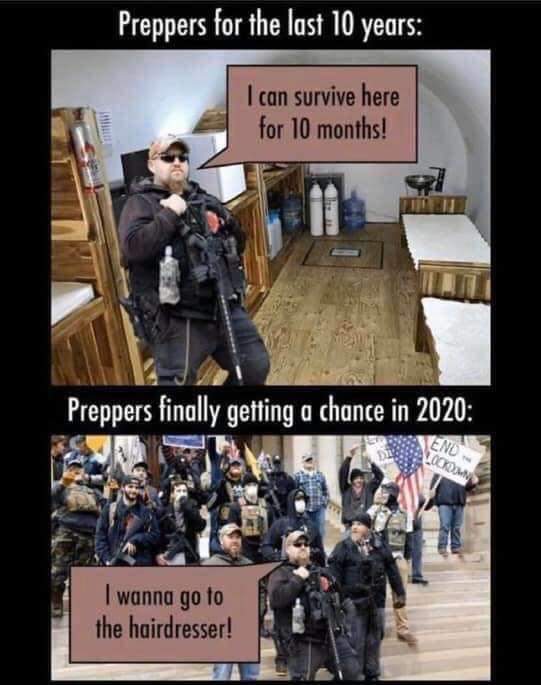 Preppers for the last 10 years:
I can survive here
for 10 months!
Preppers finally getting a chance in 2020:
END
LOCKDOWN
I wanna go to
the hairdresser!